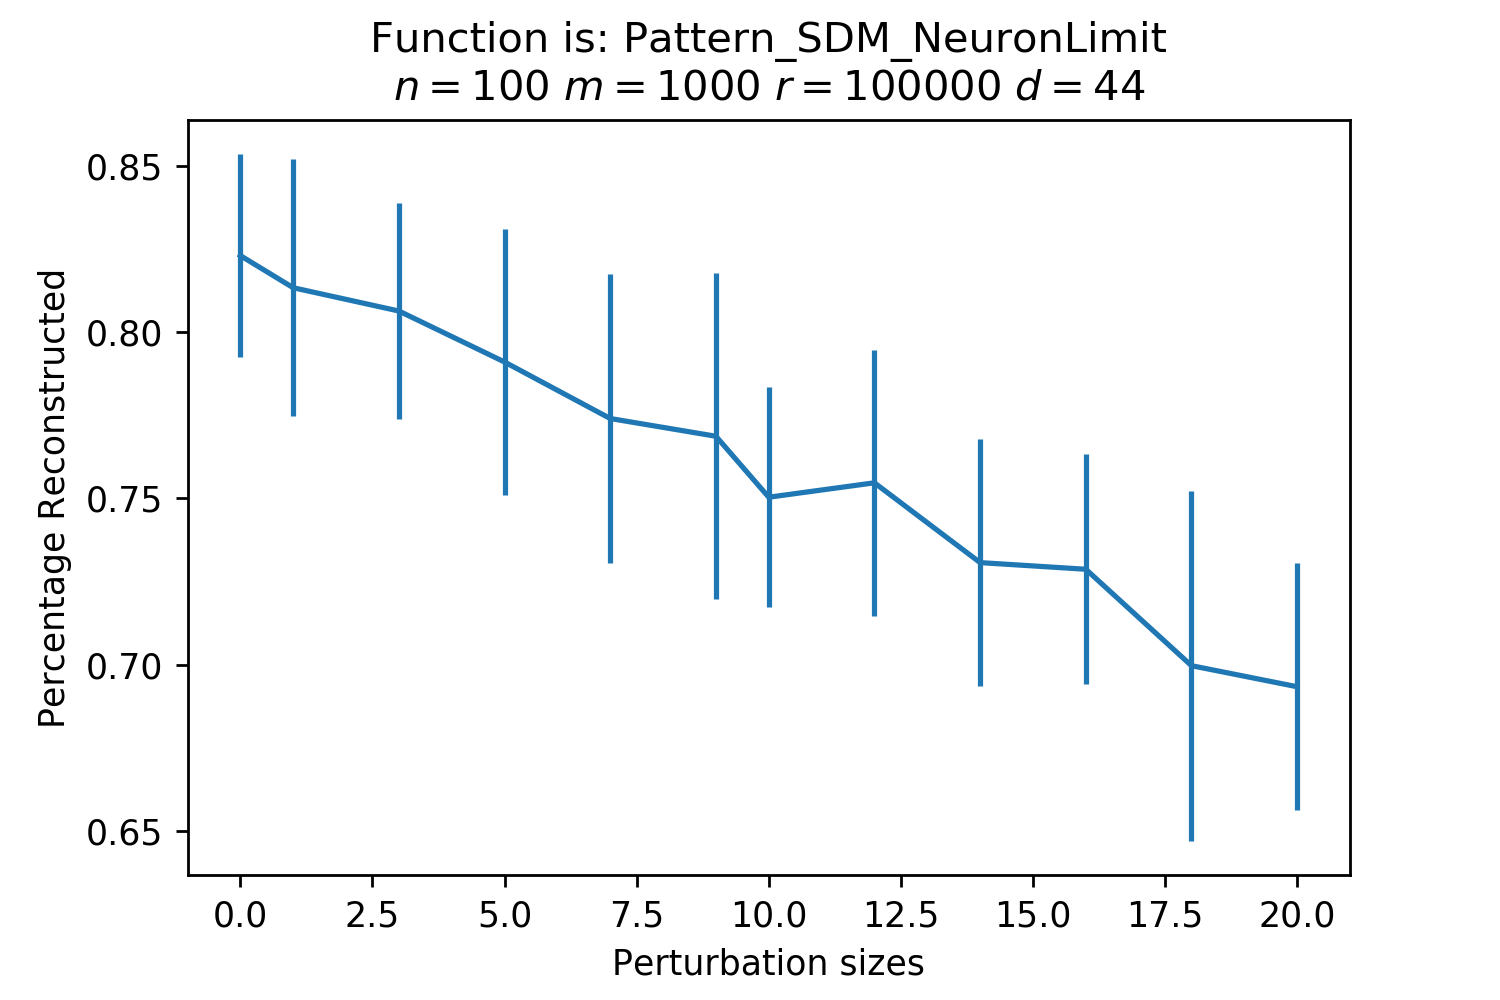 Function is: Pattern_SDM_NeuronLimit
n = 100 m = 1000 r = 100000 d = 44
0.85
0.80
0.75
0.70
0.65
Percentage Reconstructed
0.0 2.5 5.0 7.5 10.0 12.5 15.0 17.5 20.0
Perturbation sizes